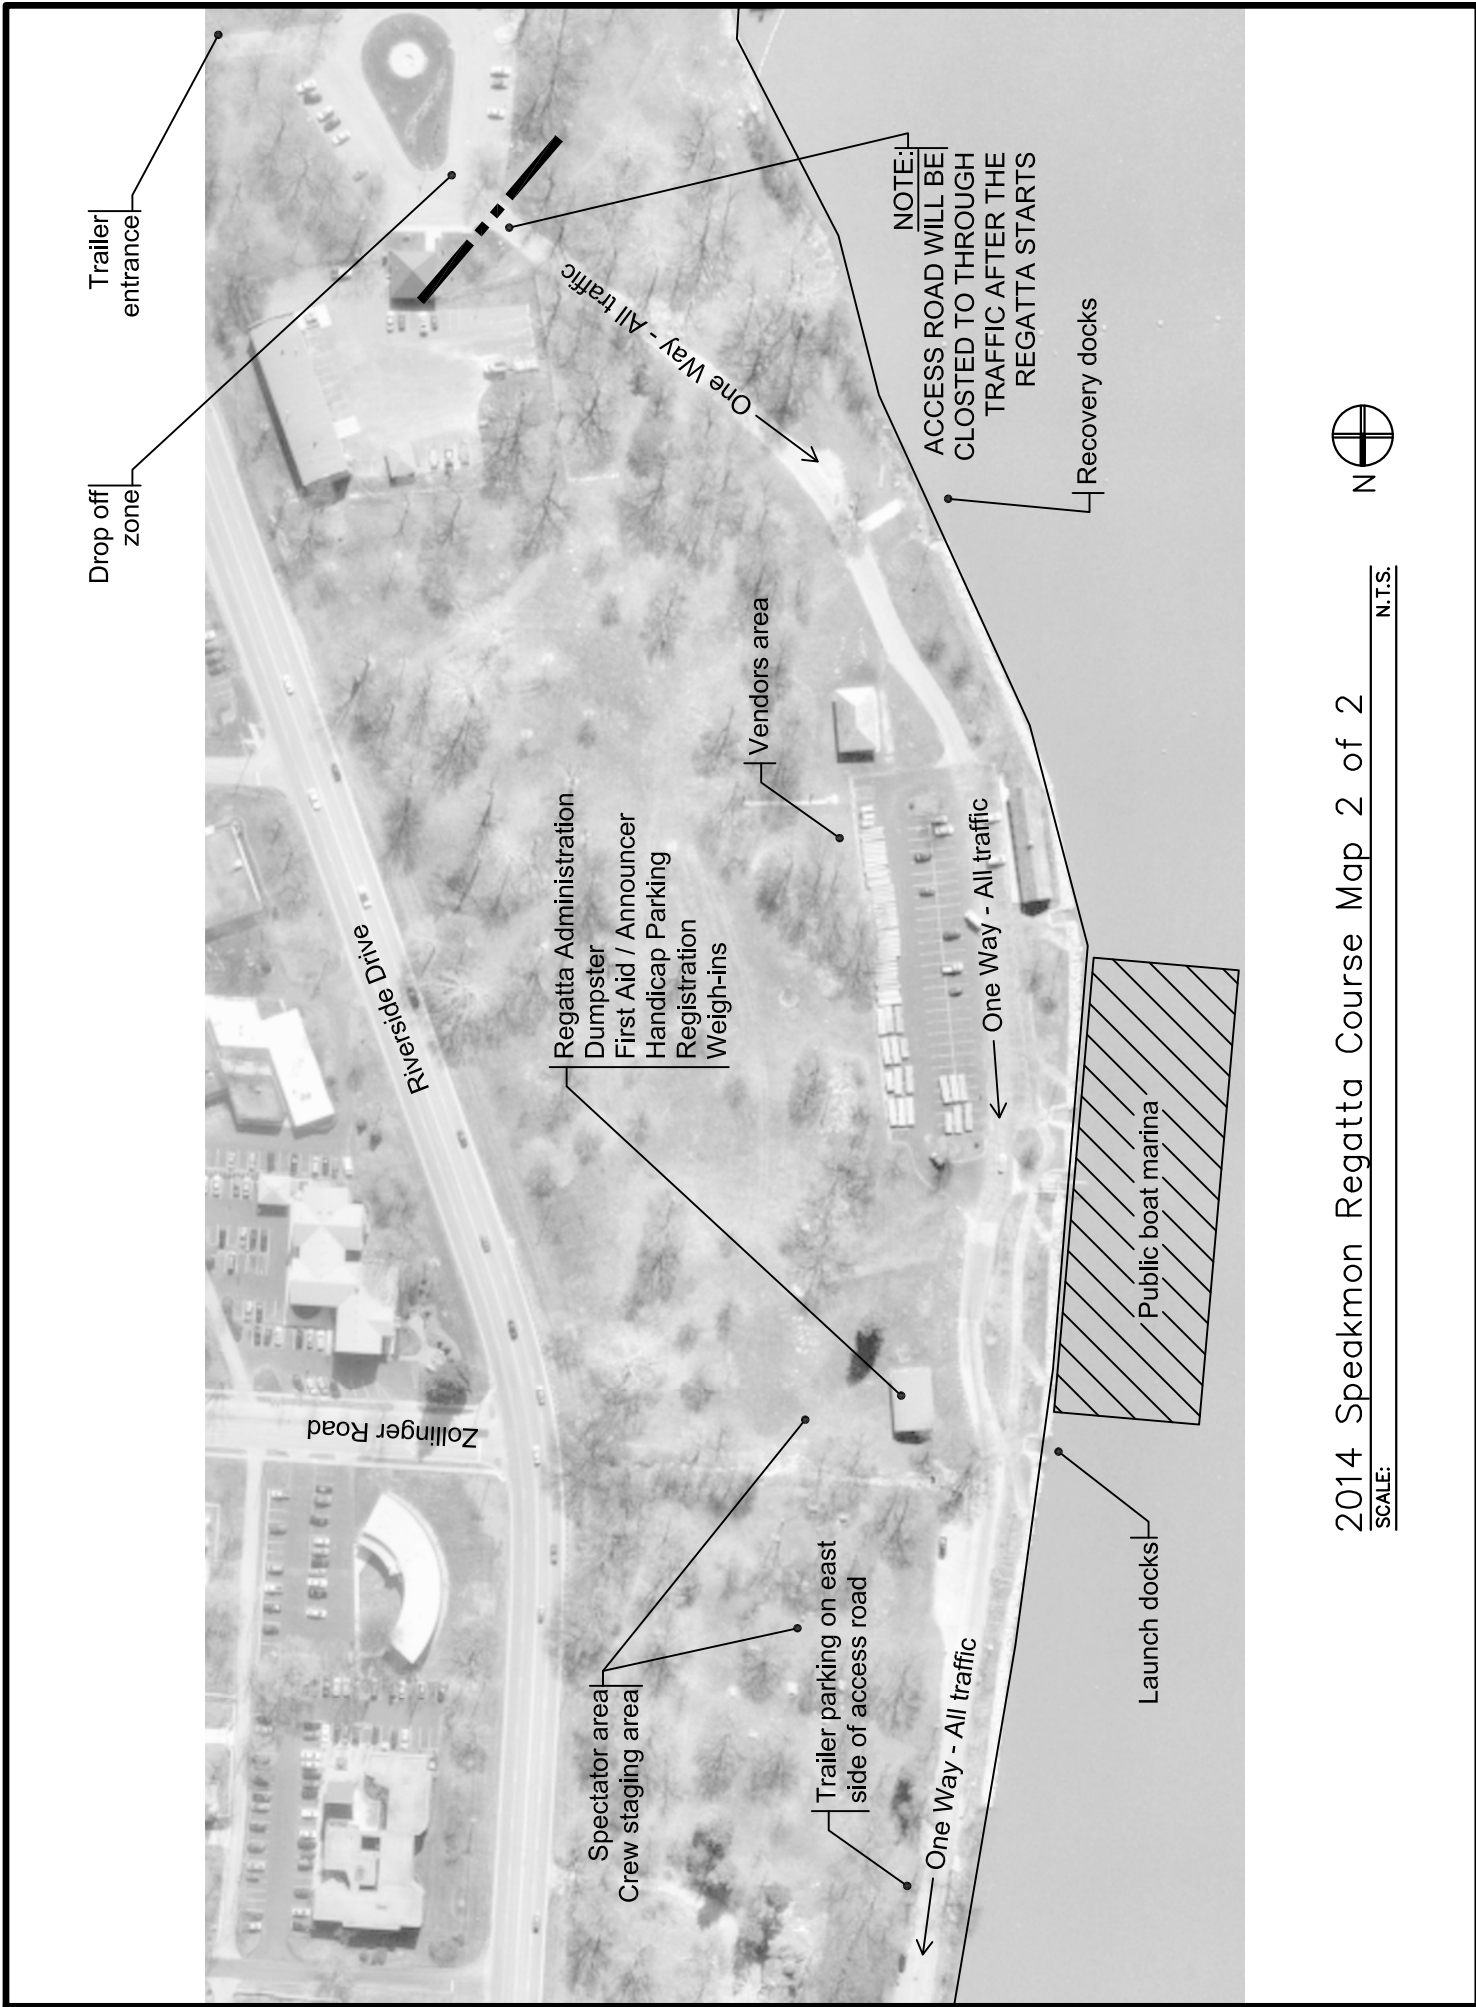 Trailer
entrance
Drop off
zone
NOTE:
ACCESS ROAD WILL BE
CLOSTED TO THROUGH
TRAFFIC AFTER THE
REGATTA STARTS
One Way - All traffic
Recovery docks
Vendors area
Riverside Drive
Regatta Administration
Dumpster
First Aid / Announcer
Handicap Parking
Registration
Weigh-ins
One Way - All traffic
Public boat marina
Zollinger Road
Spectator area
Crew staging area
Trailer parking on east
side of access road
One Way - All traffic
Launch docks
N
2014 Speakmon Regatta Course Map 2 of 2
SCALE: N.T.S.